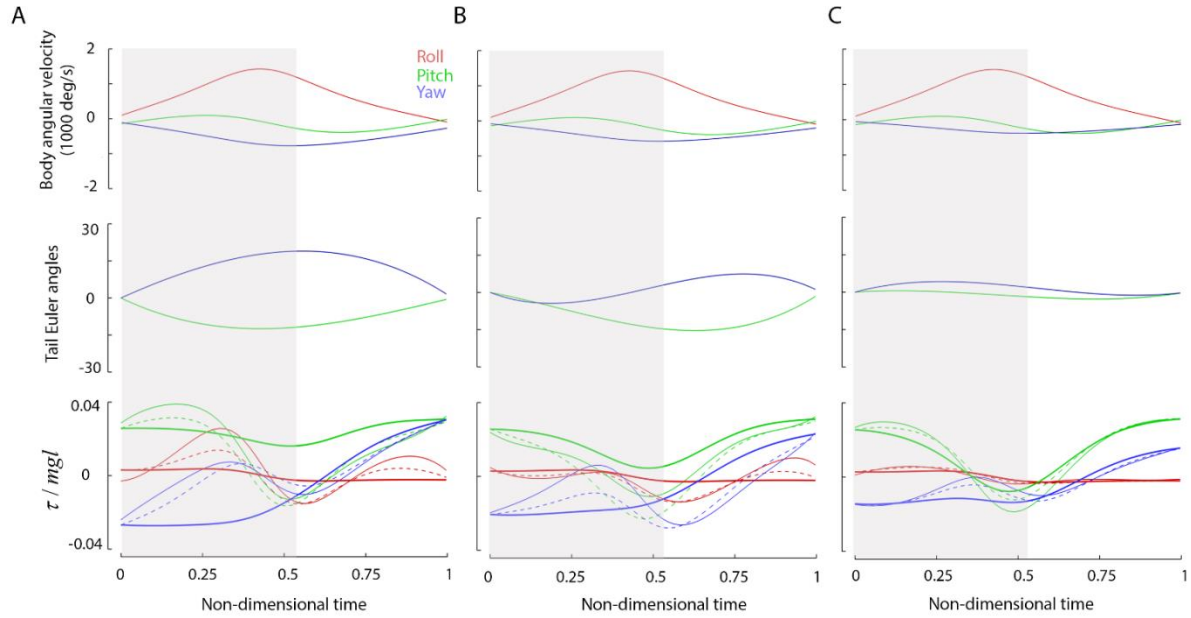 A
B
C
Roll
Pitch
Yaw
Body angular velocity
(1000 deg/s)
2
0
-2
Tail Euler angles
30
0
-30
τ / mgl
0.04
0
-0.04
0 0.25 0.5 0.75 1
0 0.25 0.5 0.75 1
0 0.25 0.5 0.75 1
Non-dimensional time
Non-dimensional time
Non-dimensional time